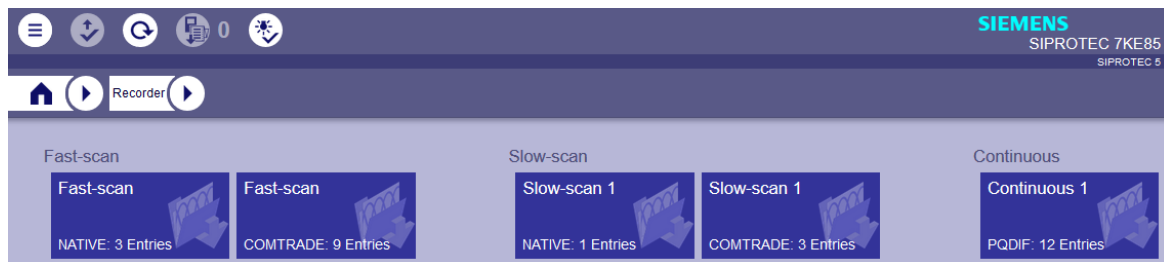 0
SIEMENS
SIPROTEC 7KE85
SIPROTEC 5
Recorder
Fast-scan
Slow-scan
Continuous
Fast-scan
Fast-scan
Slow-scan 1
Slow-scan 1
Continuous 1
NATIVE: 3 Entries
COMTRADE: 9 Entries
NATIVE: 1 Entries
COMTRADE: 3 Entries
PQDIF: 12 Entries